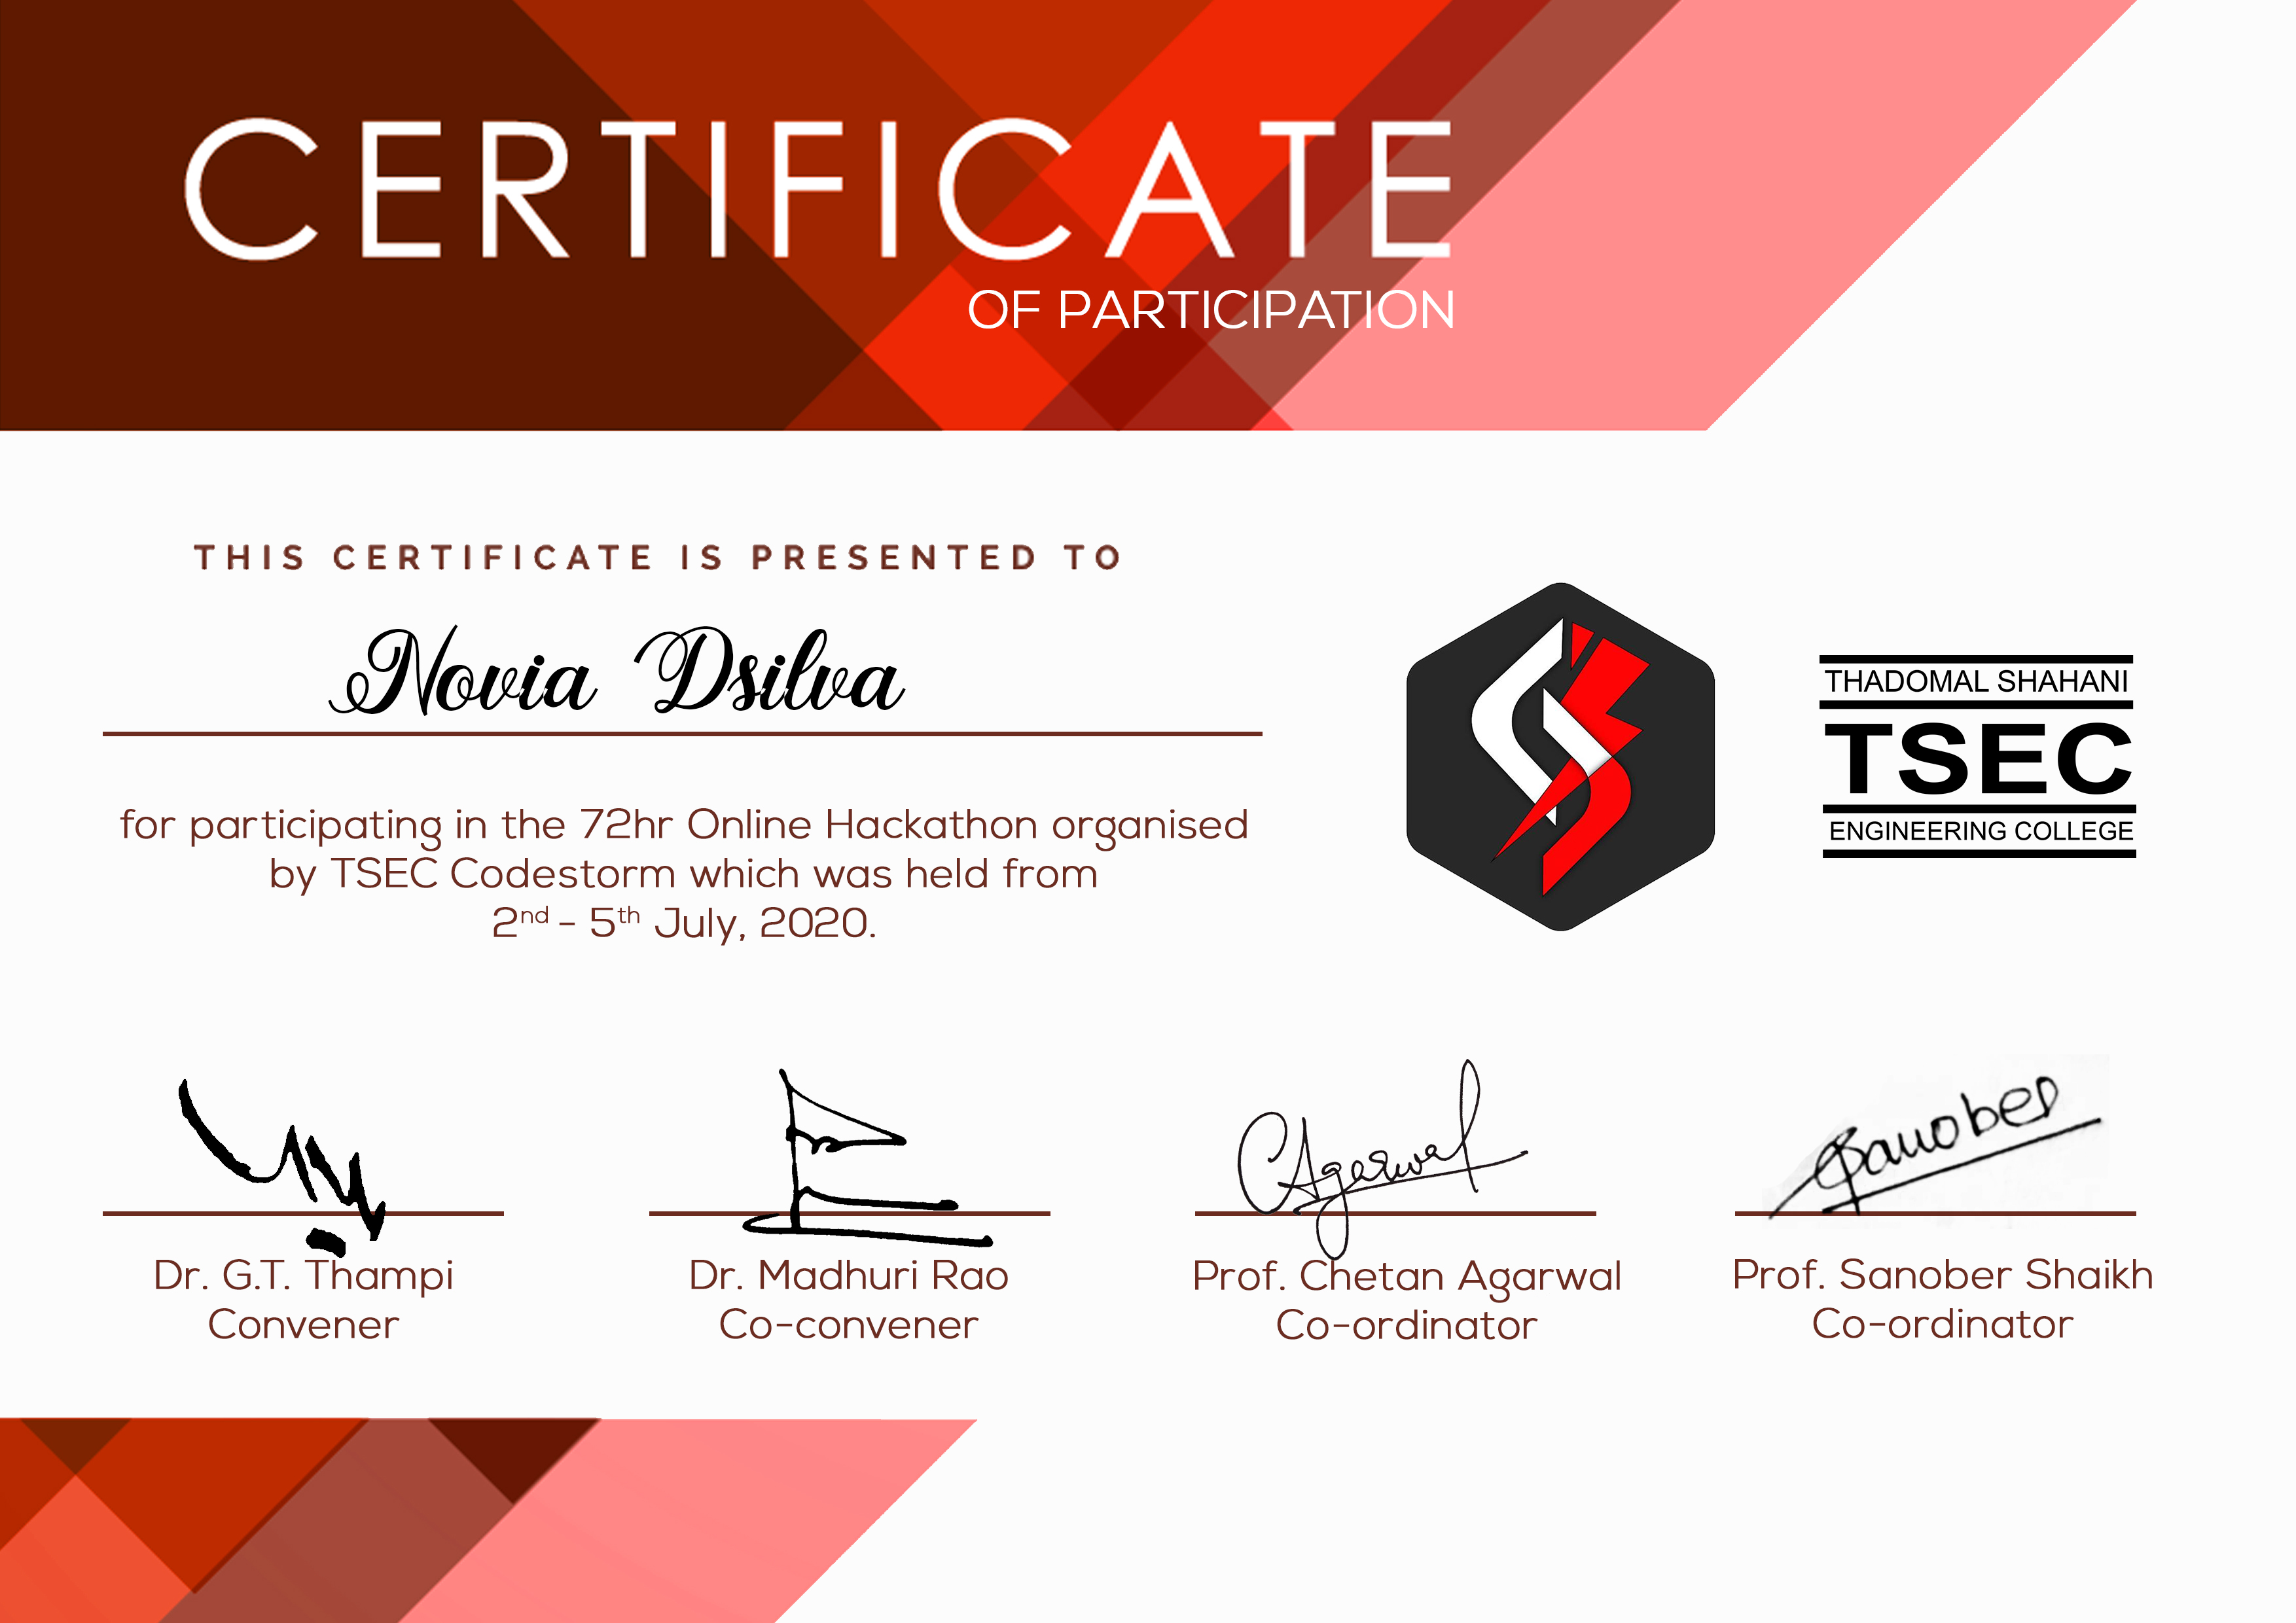 CERTIFICATE
OF PARTICIPATION
THIS CERTIFICATE IS PRESENTED TO
Novia Dsilva
for participating in the 72hr Online Hackathon organised
by TSEC Codestorm which was held from
2nd - 5th July, 2020.
THADOMAL SHAHANI
TSEC
ENGINEERING COLLEGE
CAgarwal
Sanober
Dr. G.T. Thampi
Convener
Dr. Madhuri Rao
Co-convener
Prof. Chetan Agarwal
Co-ordinator
Prof. Sanober Shaikh
Co-ordinator